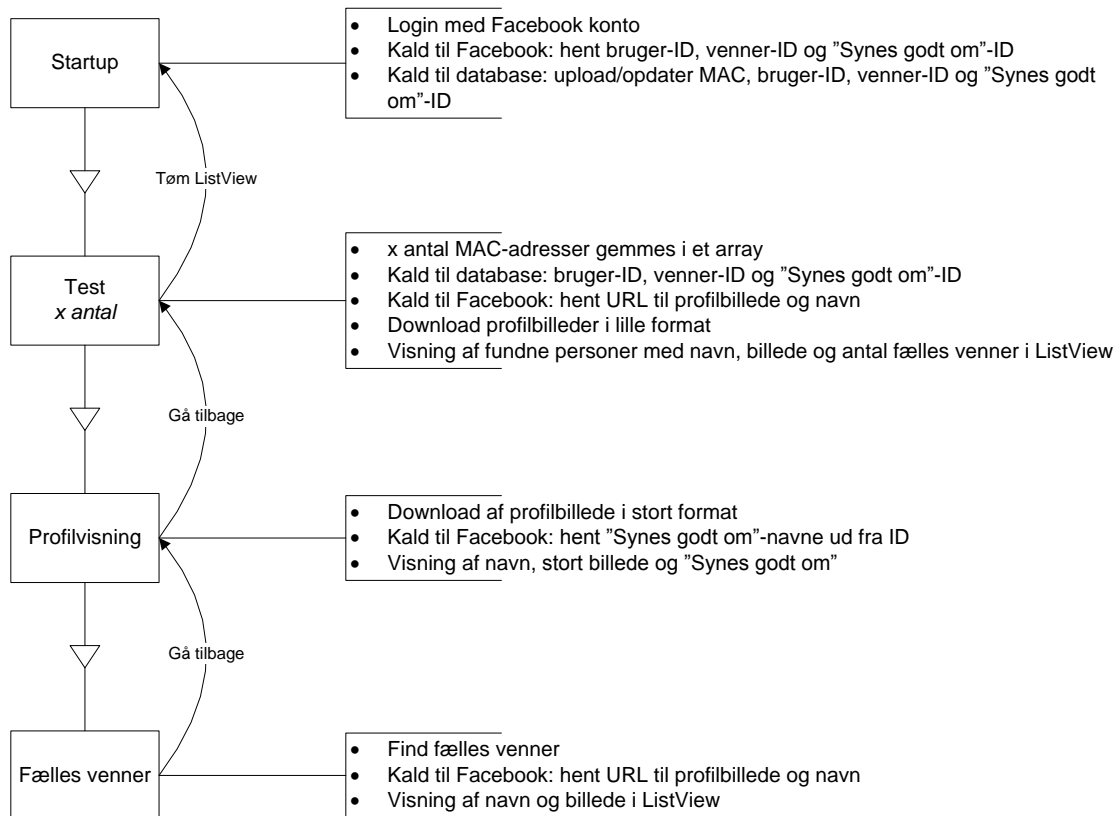 Startup
• Login med Facebook konto
• Kald til Facebook: hent bruger-ID, venner-ID og ”Synes godt om”-ID
• Kald til database: upload/opdater MAC, bruger-ID, venner-ID og ”Synes godt
om”-ID
Tøm ListView
Test
x antal
• x antal MAC-adresser gemmes i et array
• Kald til database: bruger-ID, venner-ID og ”Synes godt om”-ID
• Kald til Facebook: hent URL til profilbillede og navn
• Download profilbilleder i lille format
• Visning af fundne personer med navn, billede og antal fælles venner i ListView
Gå tilbage
Profilvisning
• Download af profilbillede i stort format
• Kald til Facebook: hent ”Synes godt om”-navne ud fra ID
• Visning af navn, stort billede og ”Synes godt om”
Gå tilbage
Fælles venner
• Find fælles venner
• Kald til Facebook: hent URL til profilbillede og navn
• Visning af navn og billede i ListView